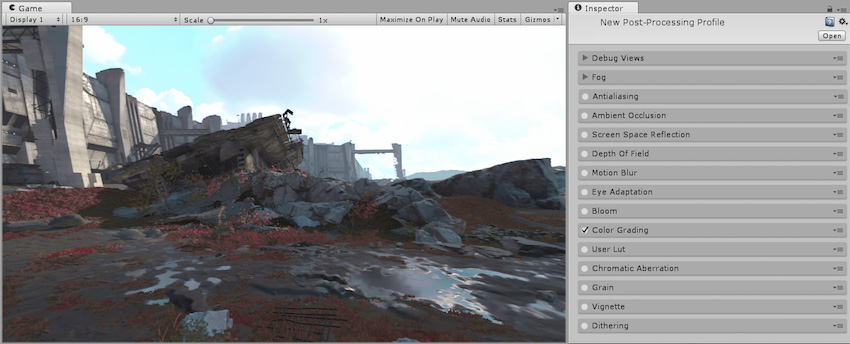 Game
Display 1 16:9 Scale 1x Maximize On Play Mute Audio Stats Gizmos
Inspector
New Post-Processing Profile
Open
Debug Views
Fog
Antialiasing
Ambient Occlusion
Screen Space Reflection
Depth Of Field
Motion Blur
Eye Adaptation
Bloom
Color Grading
User Lut
Chromatic Aberration
Grain
Vignette
Dithering